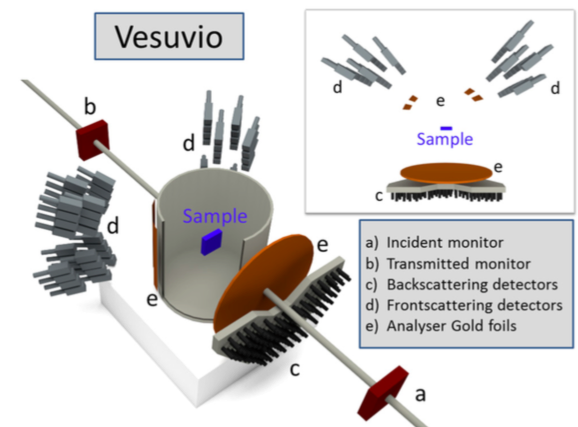 Vesuvio
b
d
d
Sample
e
e
c
a
d
e
d
Sample
e
c
a) Incident monitor
b) Transmitted monitor
c) Backscattering detectors
d) Frontscattering detectors
e) Analyser Gold foils